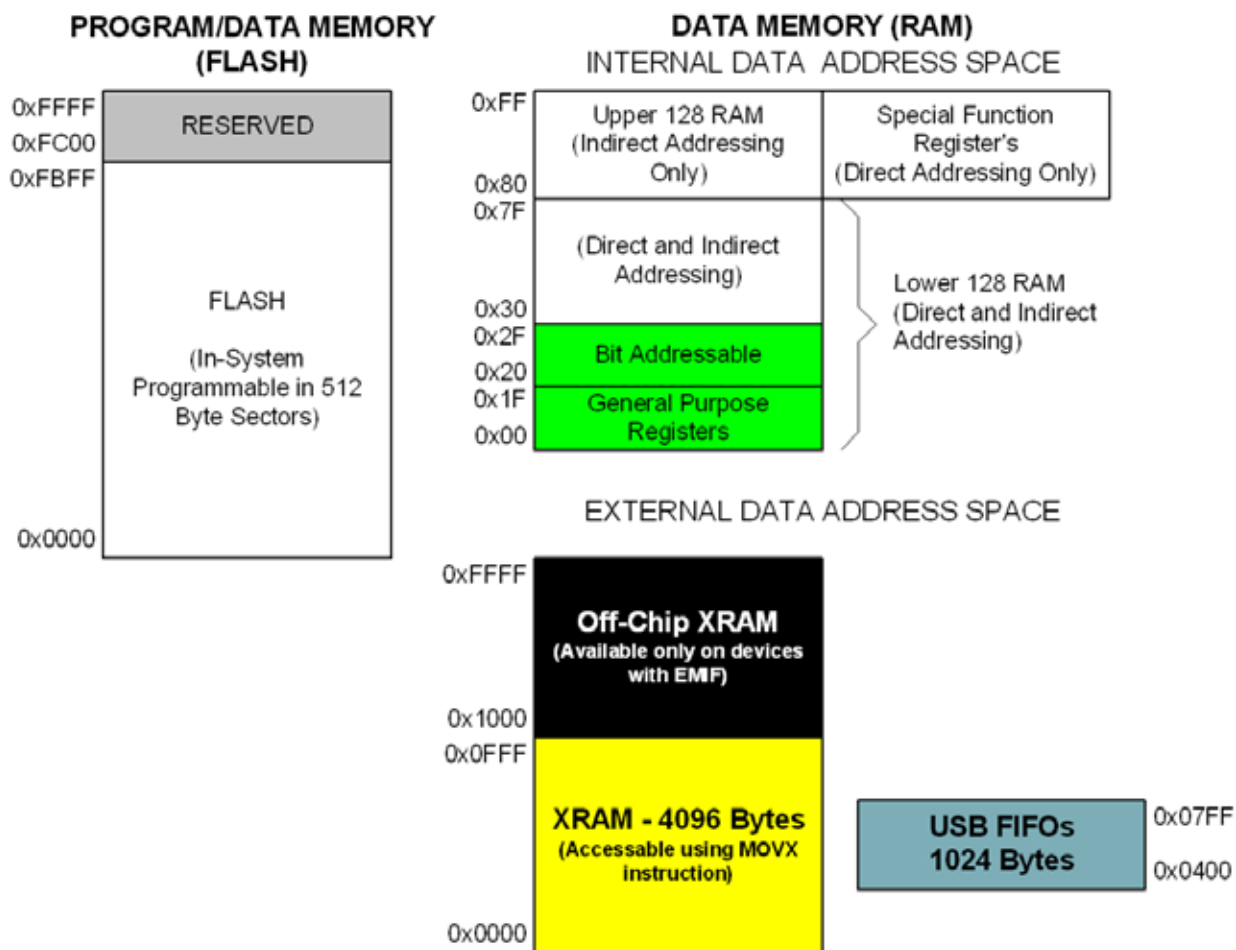 PROGRAM/DATA MEMORY
(FLASH)
0xFFFF
RESERVED
0xFC00
0xFBFF
FLASH
(In-System
Programmable in 512
Byte Sectors)
0x0000
DATA MEMORY (RAM)
INTERNAL DATA ADDRESS SPACE
0xFF
Upper 128 RAM
(Indirect Addressing
Only)
0x80
Special Function
Register's
(Direct Addressing Only)
0x7F
(Direct and Indirect
Addressing)
0x30
0x2F
Bit Addressable
0x20
0x1F
General Purpose
Registers
0x00
Lower 128 RAM
(Direct and Indirect
Addressing)
EXTERNAL DATA ADDRESS SPACE
0xFFFF
Off-Chip XRAM
(Available only on devices
with EMIF)
0x1000
0x0FFF
XRAM - 4096 Bytes
(Accessable using MOVX
instruction)
0x0000
USB FIFOs
1024 Bytes
0x07FF
0x0400